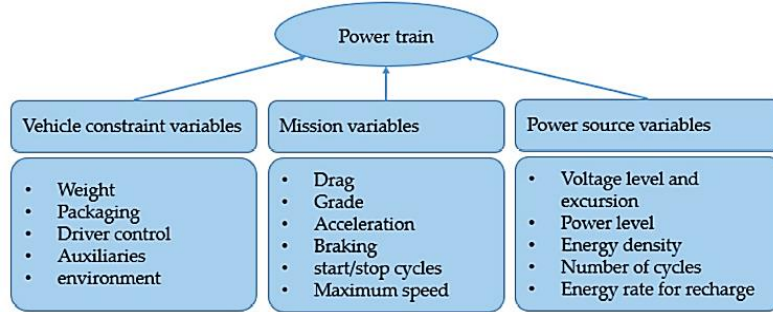 Power train
Vehicle constraint variables
Mission variables
Power source variables
• Weight
• Packaging
• Driver control
• Auxiliaries
• environment
• Drag
• Grade
• Acceleration
• Braking
• start/stop cycles
• Maximum speed
• Voltage level and
excursion
• Power level
• Energy density
• Number of cycles
• Energy rate for recharge